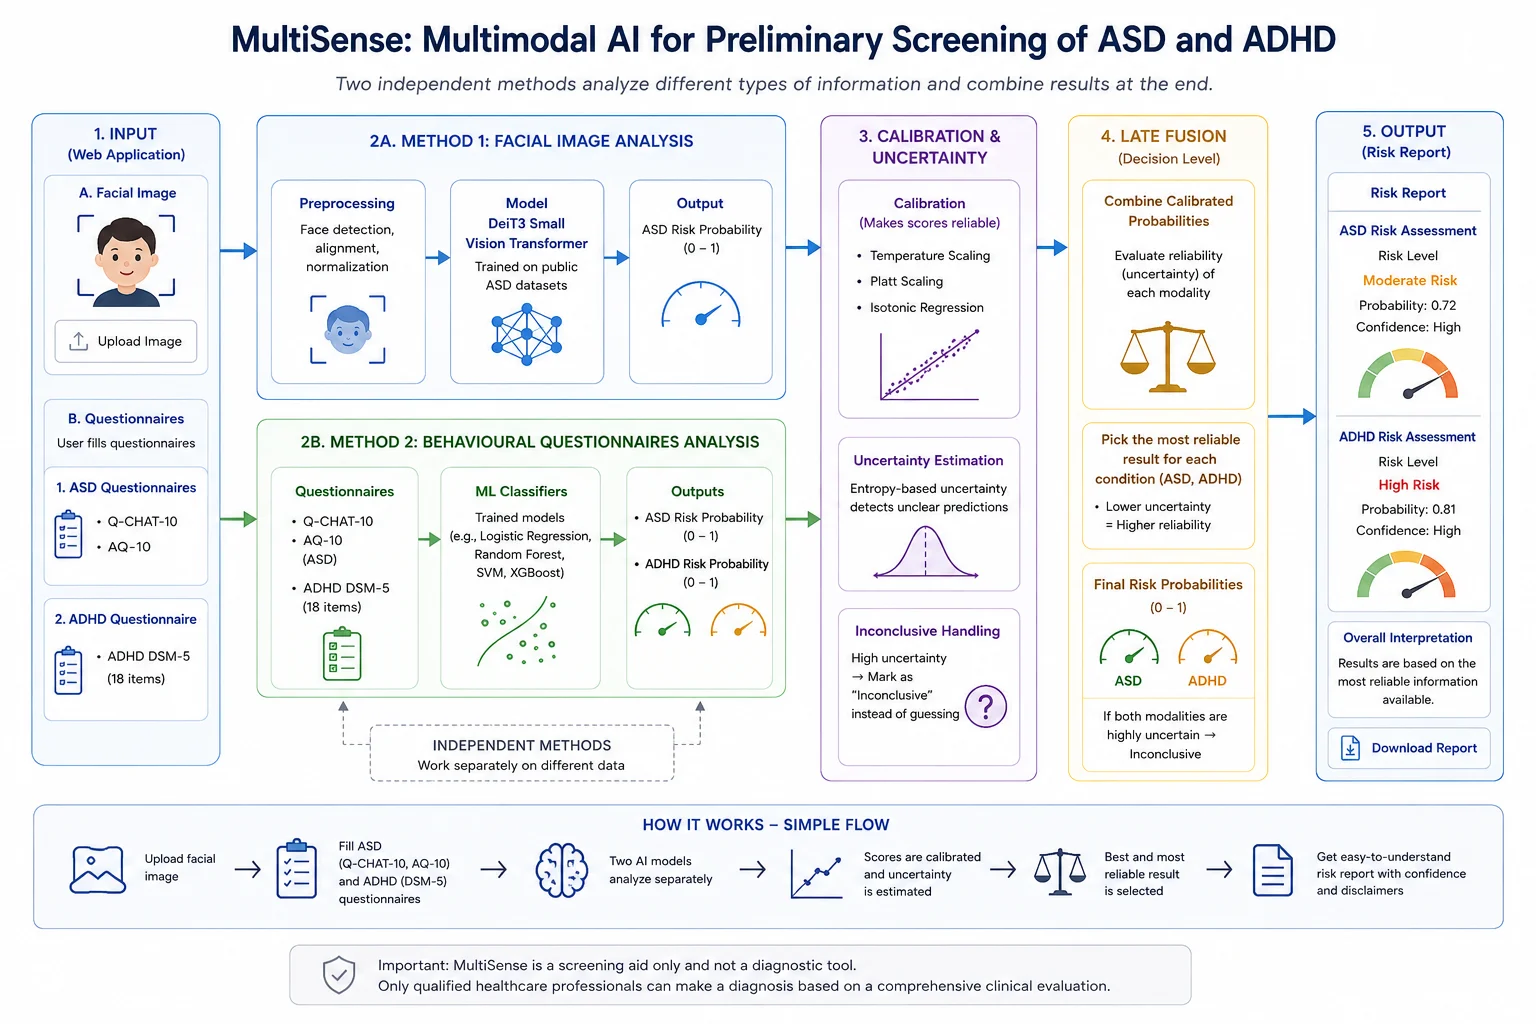 MultiSense: Multimodal AI for Preliminary Screening of ASD and ADHD
Two independent methods analyze different types of information and combine results at the end.
1. INPUT
(Web Application)
A. Facial Image
Upload Image
B. Questionnaires
User fills questionnaires
1. ASD Questionnaires
• Q-CHAT-10
• AQ-10
2. ADHD Questionnaire
• ADHD DSM-5
(18 items)
2A. METHOD 1: FACIAL IMAGE ANALYSIS
Preprocessing
Face detection,
alignment,
normalization
Model
DeiT3 Small
Vision Transformer
Trained on public
ASD datasets
Output
ASD Risk Probability
(0 – 1)
2B. METHOD 2: BEHAVIOURAL QUESTIONNAIRES ANALYSIS
Questionnaires
• Q-CHAT-10
• AQ-10
(ASD)
• ADHD DSM-5
(18 items)
ML Classifiers
Trained models
(e.g., Logistic Regression,
Random Forest,
SVM, XGBoost)
Outputs
• ASD Risk Probability
(0 – 1)
• ADHD Risk Probability
(0 – 1)
INDEPENDENT METHODS
Work separately on different data
3. CALIBRATION &
UNCERTAINTY
Calibration
(Makes scores reliable)
• Temperature Scaling
• Platt Scaling
• Isotonic Regression
Uncertainty Estimation
Entropy-based uncertainty
detects unclear predictions
Inconclusive Handling
High uncertainty
→ Mark as
"Inconclusive"
instead of guessing
?
4. LATE FUSION
(Decision Level)
Combine Calibrated
Probabilities
Evaluate reliability
(uncertainty) of
each modality
Pick the most reliable
result for each
condition (ASD, ADHD)
• Lower uncertainty
= Higher reliability
Final Risk Probabilities
(0 – 1)
ASD
ADHD
If both modalities are
highly uncertain →
Inconclusive
5. OUTPUT
(Risk Report)
Risk Report
ASD Risk Assessment
Risk Level
Moderate Risk
Probability: 0.72
Confidence: High
ADHD Risk Assessment
Risk Level
High Risk
Probability: 0.81
Confidence: High
Overall Interpretation
Results are based on the
most reliable information
available.
Download Report
HOW IT WORKS – SIMPLE FLOW
Upload facial
image
Fill ASD
(Q-CHAT-10, AQ-10)
and ADHD (DSM-5)
questionnaires
Two AI models
analyze separately
Scores are calibrated
and uncertainty
is estimated
Best and most
reliable result
is selected
Get easy-to-understand
risk report with confidence
and disclaimers
Important: MultiSense is a screening aid only and not a diagnostic tool.
Only qualified healthcare professionals can make a diagnosis based on a comprehensive clinical evaluation.